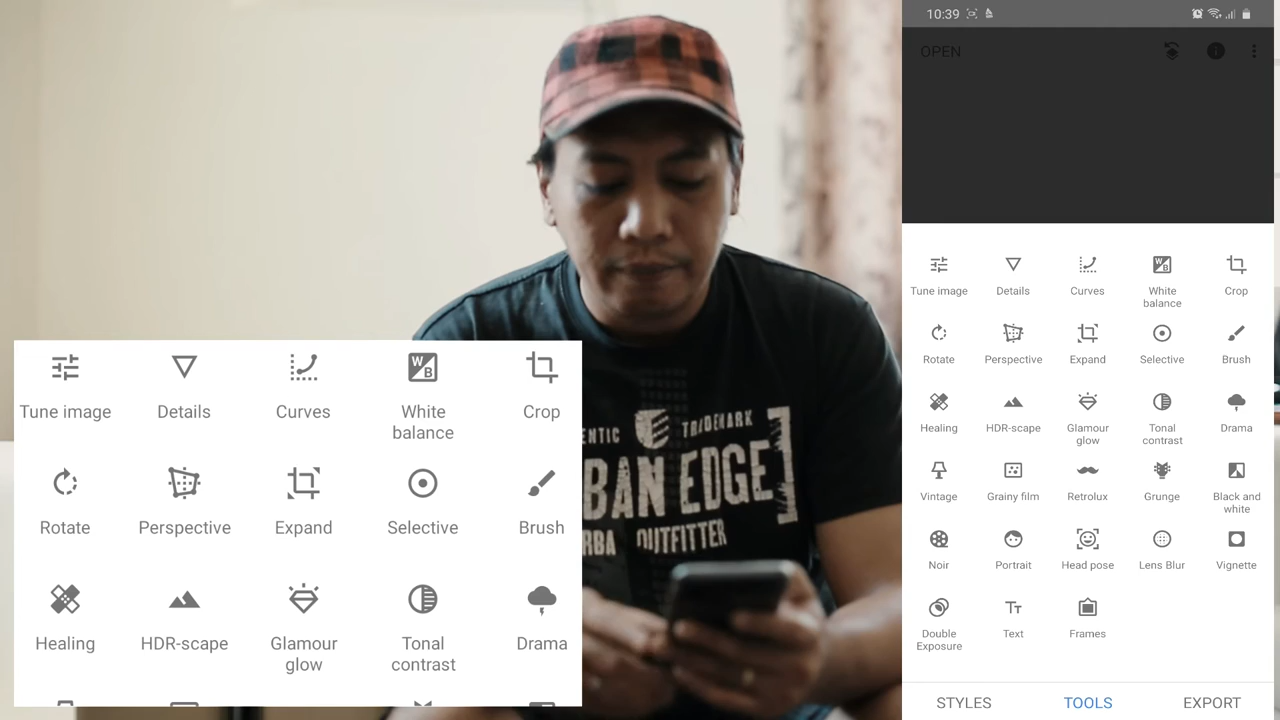 Tune image
Details
Curves
White
balance
Crop
Rotate
Perspective
Expand
Selective
Brush
Healing
HDR-scape
Glamour
glow
Tonal
contrast
Drama
ENTIC
TRADEMARK
BAN EDGE
RBA OUTFITTER
10:39
OPEN
Tune image
Details
Curves
White
balance
Crop
Rotate
Perspective
Expand
Selective
Brush
Healing
HDR-scape
Glamour
glow
Tonal
contrast
Drama
Vintage
Grainy film
Retrolux
Grunge
Black and
white
Noir
Portrait
Head pose
Lens Blur
Vignette
Double
Exposure
Text
Frames
STYLES
TOOLS
EXPORT